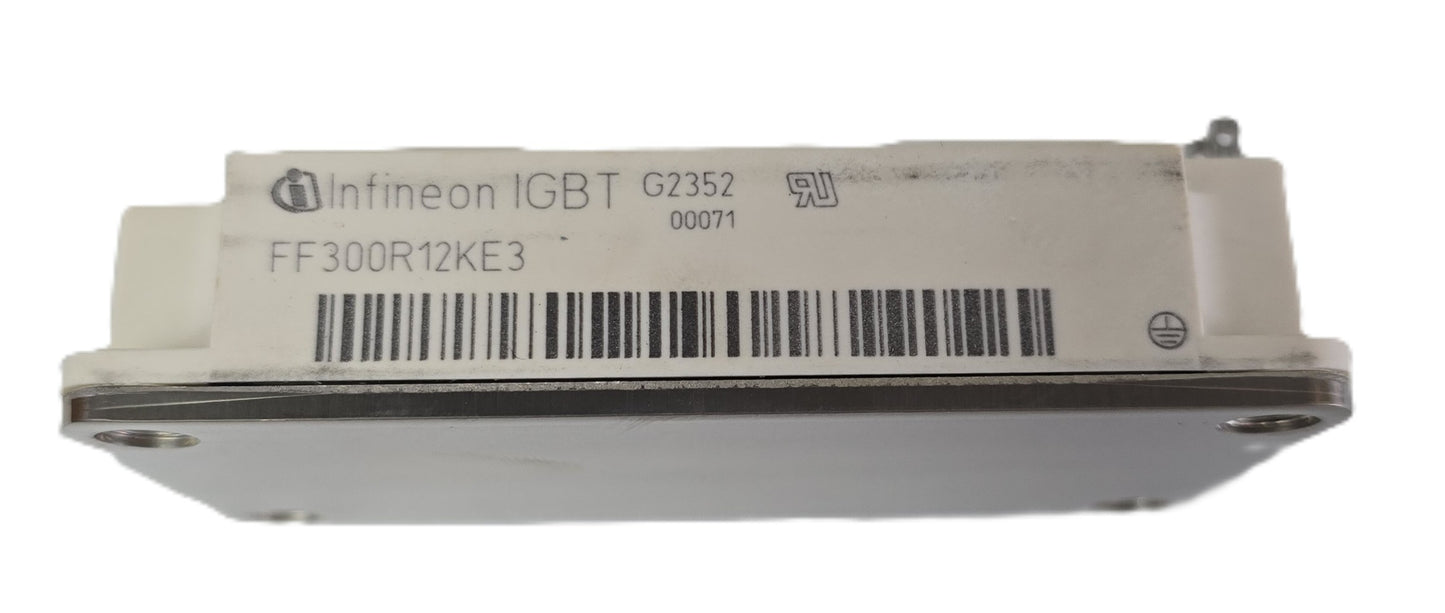 Infineon IGBT G2352
00071
FF300R12KE3